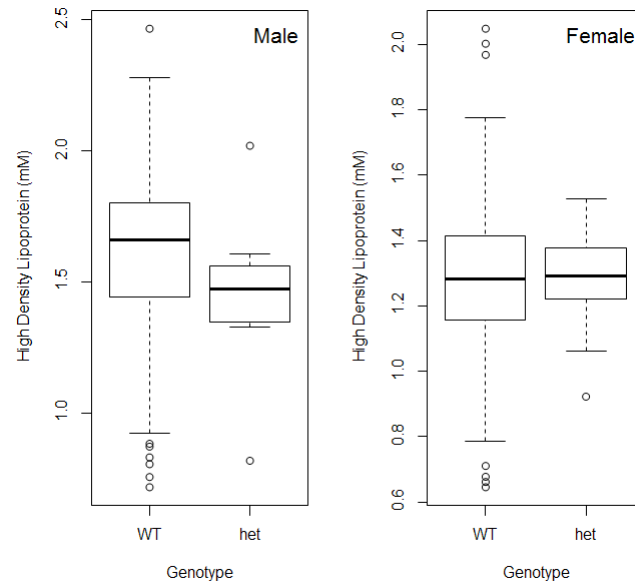 Male
High Density Lipoprotein (mM)
2.5
2.0
1.5
1.0
WT
het
Genotype
Female
High Density Lipoprotein (mM)
2.0
1.8
1.6
1.4
1.2
1.0
0.8
0.6
WT
het
Genotype